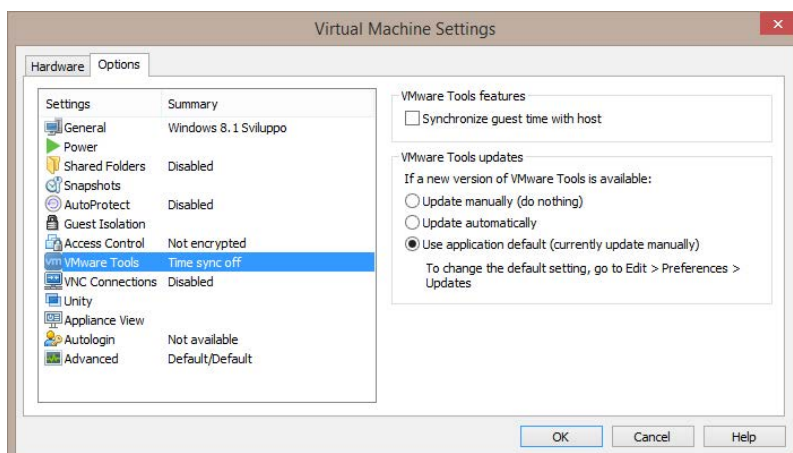 Virtual Machine Settings
Hardware Options
Settings Summary
General Windows 8.1 Sviluppo
Power
Shared Folders Disabled
Snapshots
AutoProtect Disabled
Guest Isolation
Access Control Not encrypted
vm VMware Tools Time sync off
VNC Connections Disabled
Unity
Appliance View
Autologin Not available
Advanced Default/Default
VMware Tools features
Synchronize guest time with host
VMware Tools updates
If a new version of VMware Tools is available:
Update manually (do nothing)
Update automatically
Use application default (currently update manually)
To change the default setting, go to Edit > Preferences >
Updates
OK Cancel Help